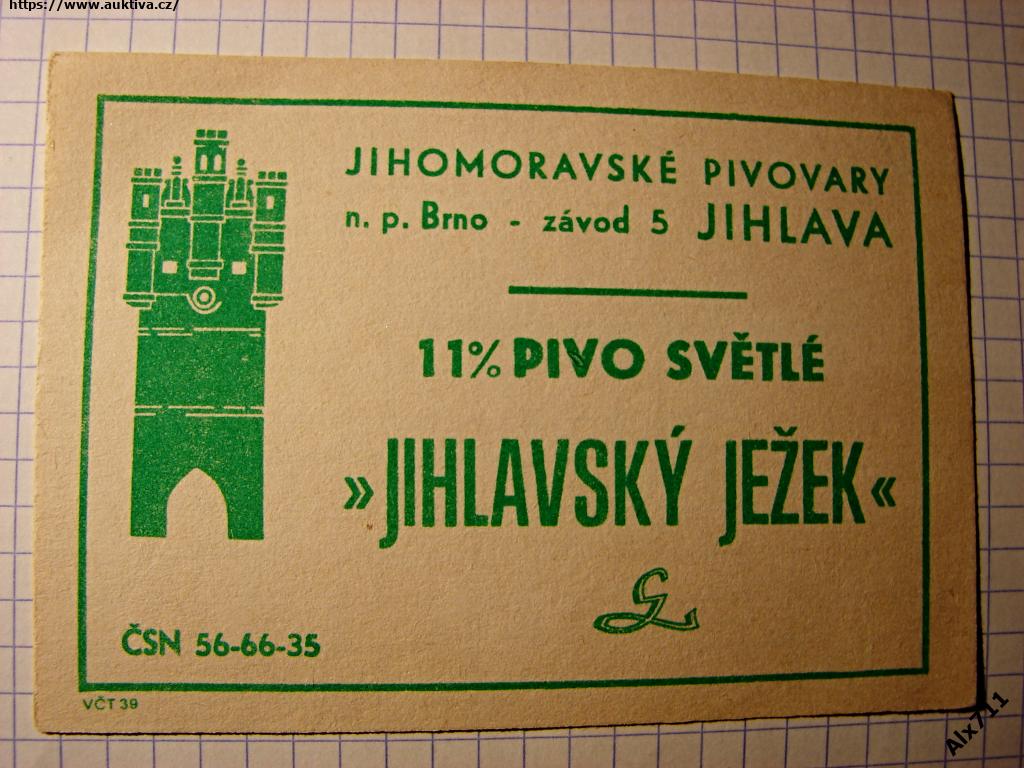 https://www.auktiva.cz/
JIHOMORAVSKÉ PIVOVARY
n. p. Brno - závod 5 JIHLAVA
11% PIVO SVĚTLÉ
»JIHLAVSKÝ JEŽEK«
ČSN 56-66-35
VČT 39
Alx711